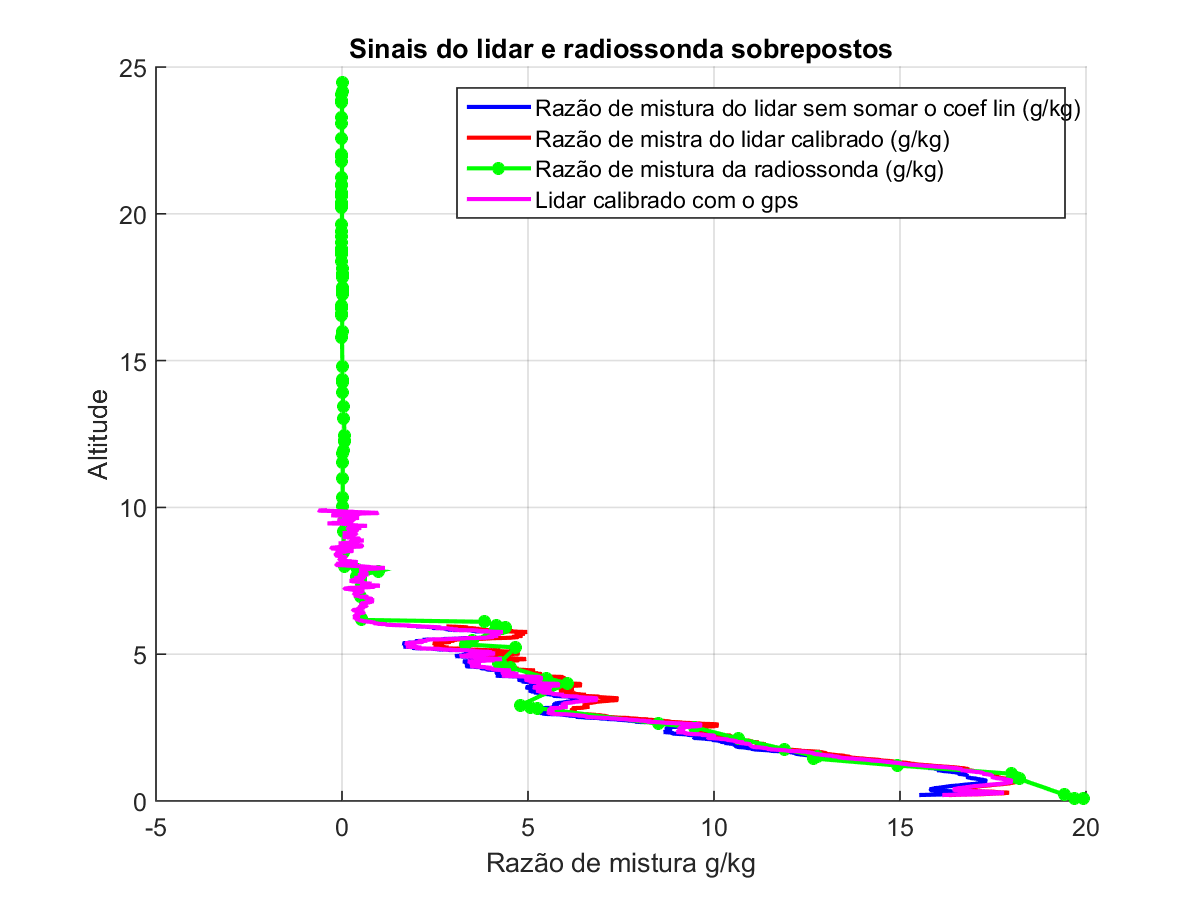 Sinais do lidar e radiossonda sobrepostos
Razão de mistura do lidar sem somar o coef lin (g/kg)
Razão de mistra do lidar calibrado (g/kg)
Razão de mistura da radiossonda (g/kg)
Lidar calibrado com o gps
25
20
15
10
5
0
Altitude
-5 0 5 10 15 20
Razão de mistura g/kg